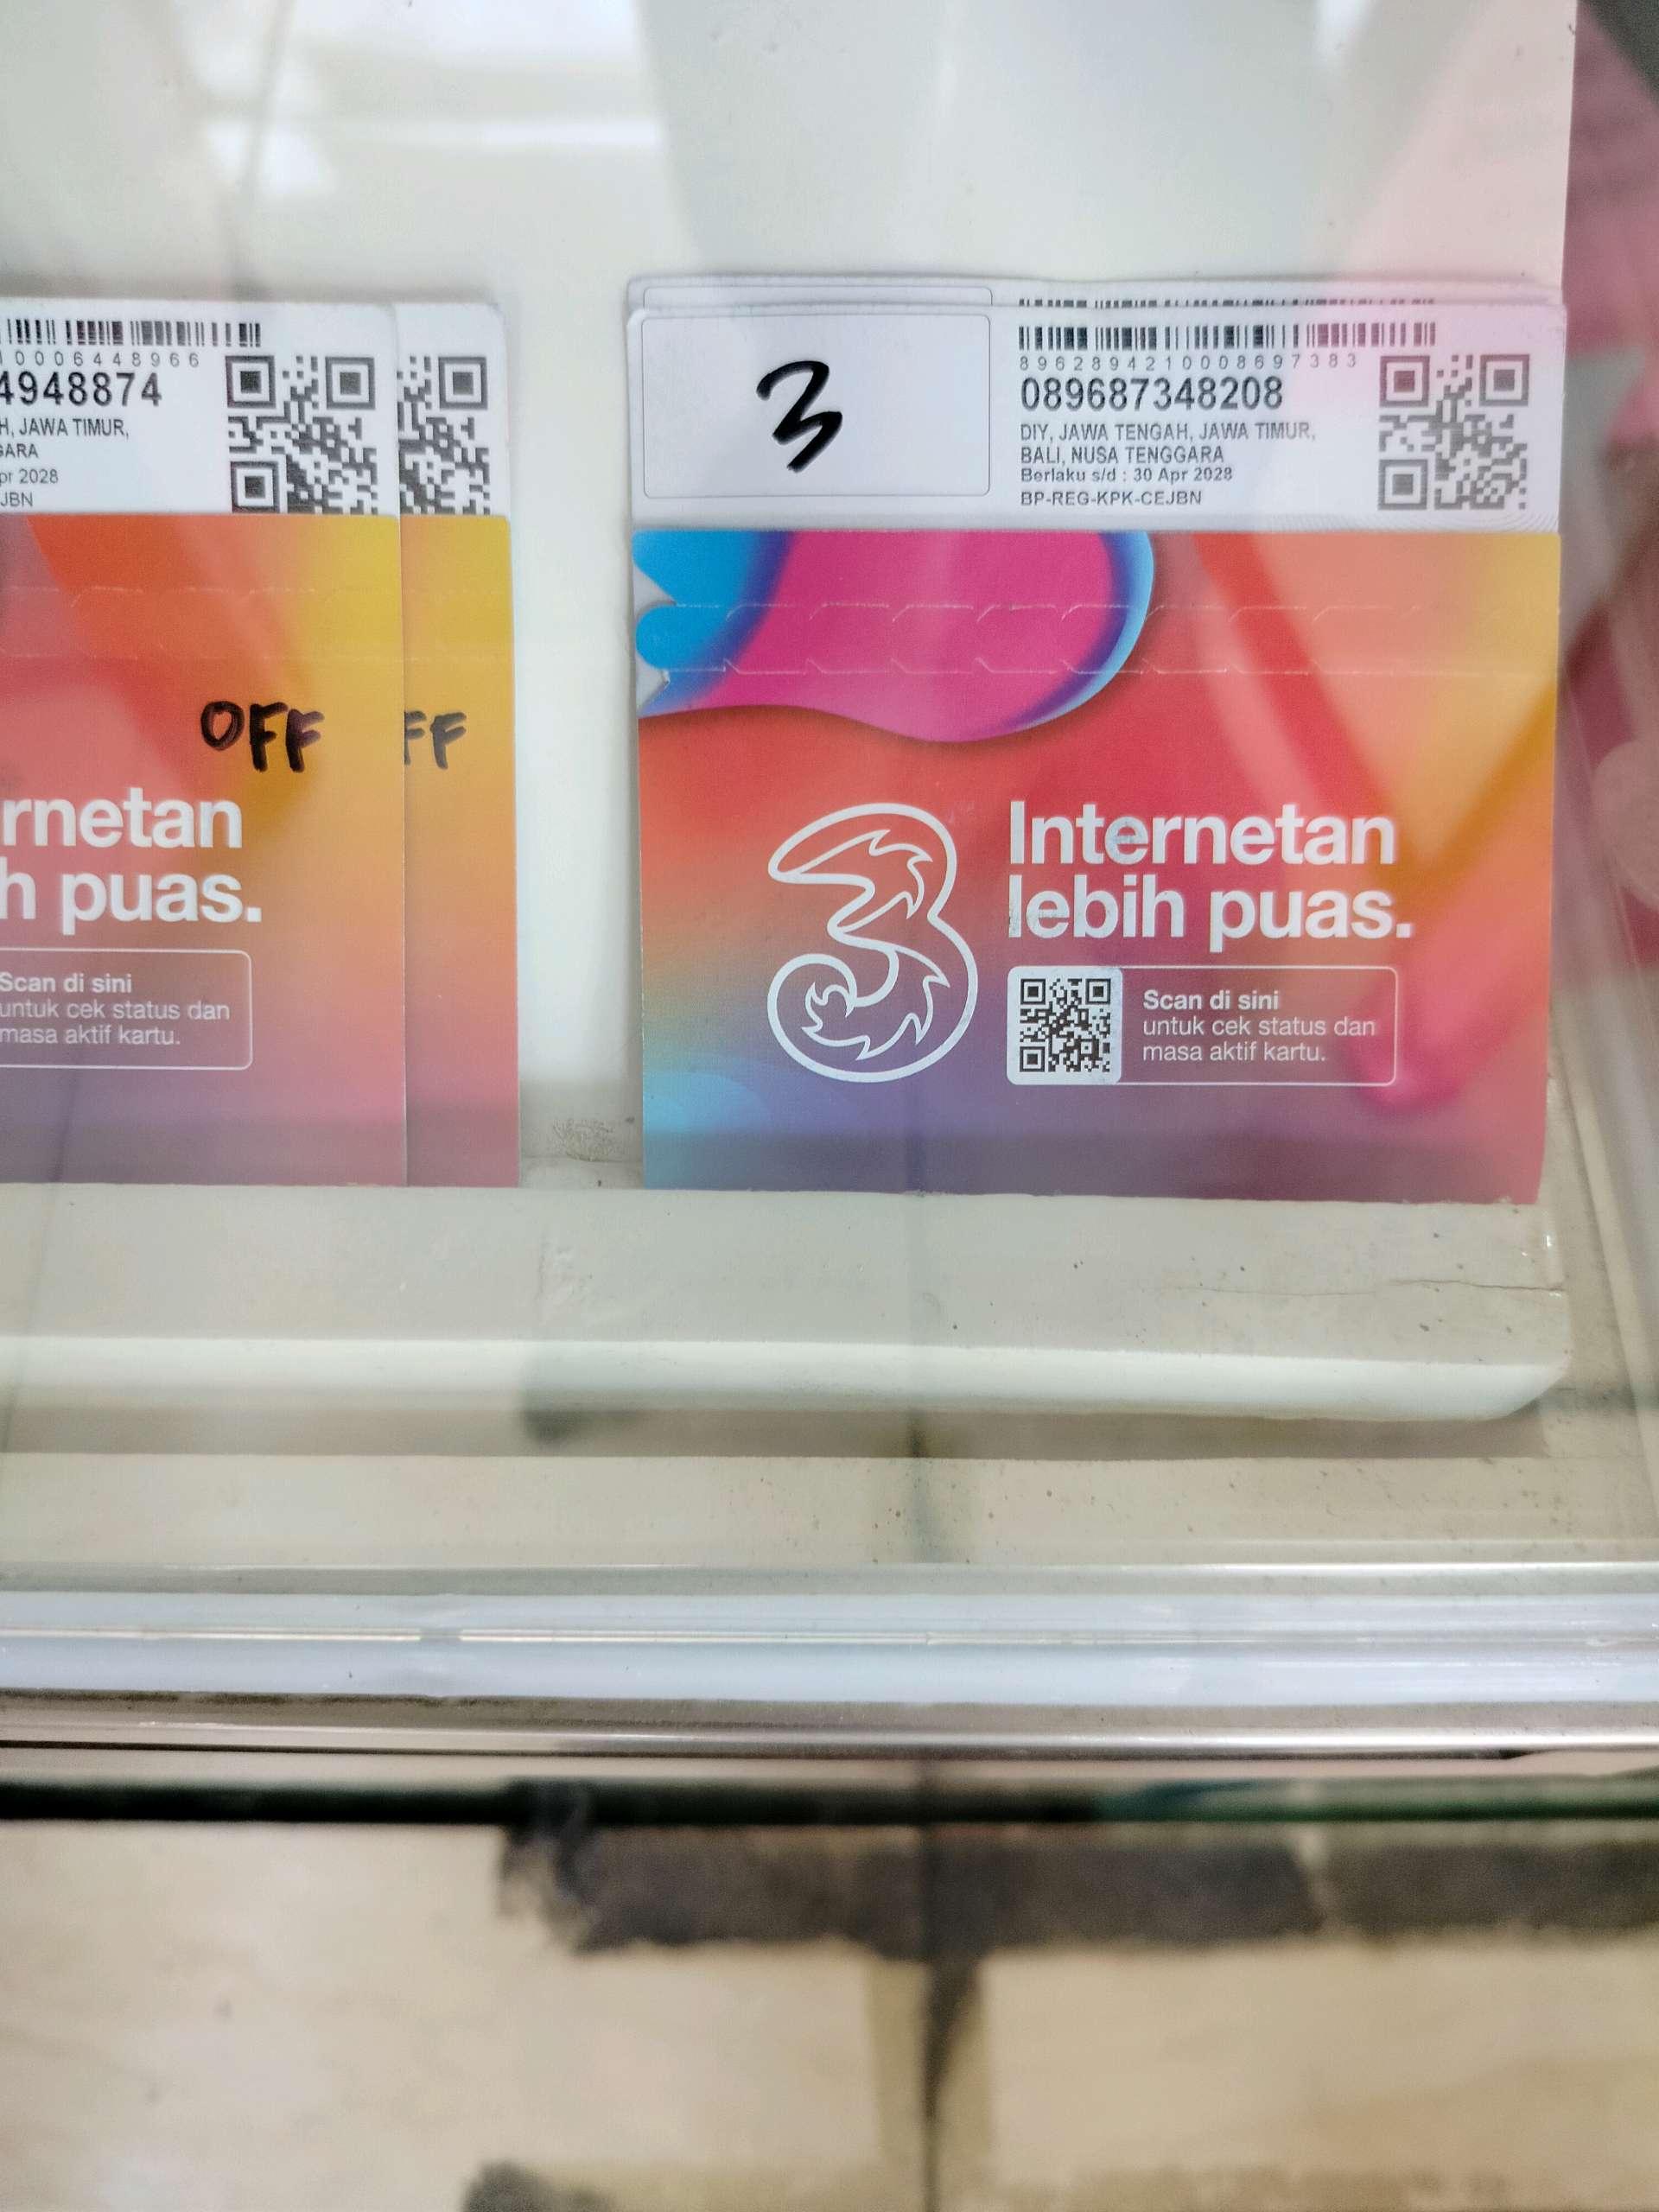 10006448966
4948874
H, JAWA TIMUR,
GARA
pr 2028
JBN
OFF
rnetan
h puas.
Scan di sini
untuk cek status dan
masa aktif kartu.
FF
3
8962894210008697383
089687348208
DIY, JAWA TENGAH, JAWA TIMUR,
BALI, NUSA TENGGARA
Berlaku s/d : 30 Apr 2028
BP-REG-KPK-CEJBN
3
Internetan
lebih puas.
Scan di sini
untuk cek status dan
masa aktif kartu.